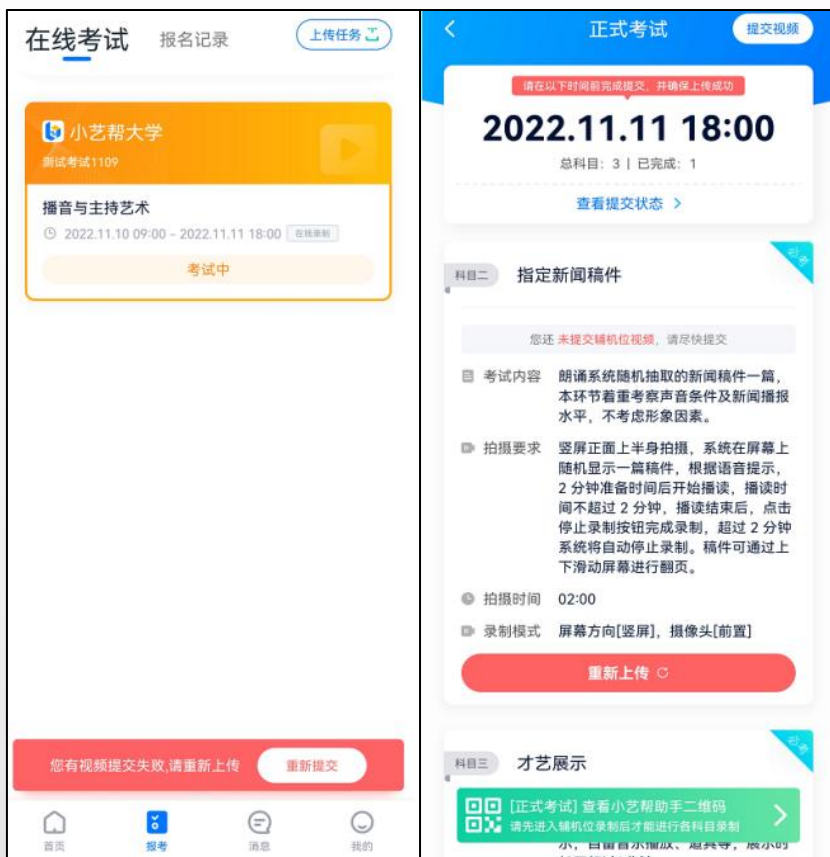 在线考试
报名记录
上传任务
小艺帮大学
测试考试1109
播音与主持艺术
2022.11.10 09:00 – 2022.11.11 18:00 在线录制
考试中
您有视频提交失败,请重新上传
重新提交
首页
报考
消息
我的
正式考试
提交视频
请在以下时间前完成提交，并确保上传成功
2022.11.11 18:00
总科目：3 | 已完成：1
查看提交状态
必考
科目二
指定新闻稿件
您还 未提交辅机位视频，请尽快提交
考试内容
朗诵系统随机抽取的新闻稿件一篇，
本环节着重考察声音条件及新闻播报
水平，不考虑形象因素。
拍摄要求
竖屏正面上半身拍摄，系统在屏幕上
随机显示一篇稿件，根据语音提示，
2 分钟准备时间后开始播读，播读时
间不超过 2 分钟，播读结束后，点击
停止录制按钮完成录制，超过 2 分钟
系统将自动停止录制。稿件可通过上
下滑动屏幕进行翻页。
拍摄时间
02:00
录制模式
屏幕方向[竖屏]，摄像头[前置]
重新上传
必考
科目三
才艺展示
[正式考试] 查看小艺帮助手二维码
请先进入辅机位录制后才能进行各科目录制
示，自备音乐播放、道具等，展示时